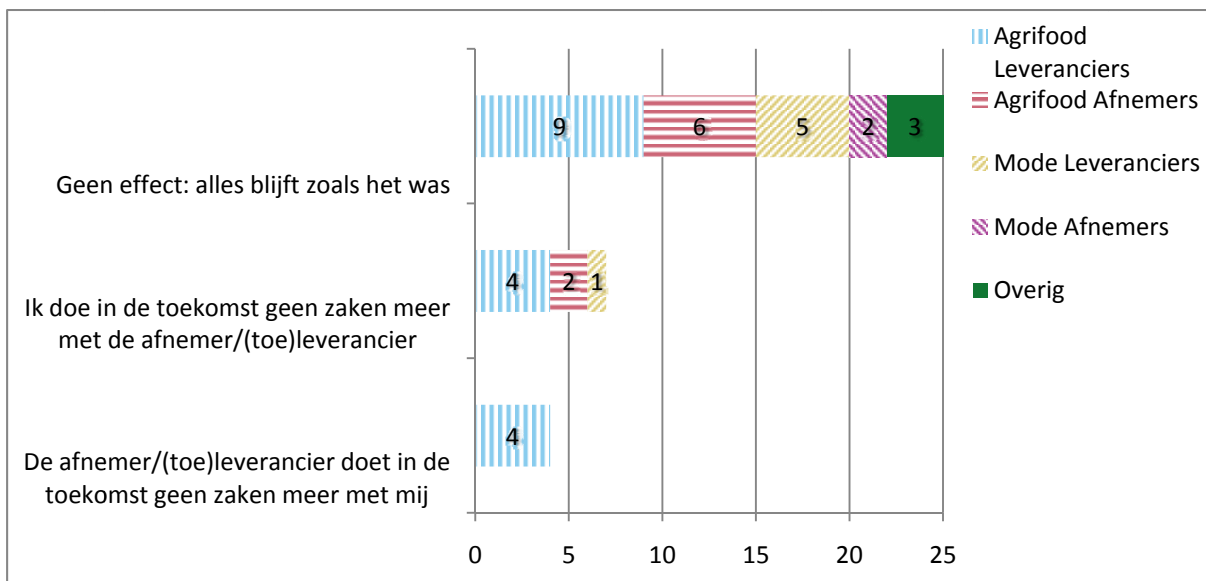 Agrifood
Leveranciers
Agrifood Afnemers
Mode Leveranciers
Mode Afnemers
Overig
9 6 5 2 3
Geen effect: alles blijft zoals het was
4 2 1
Ik doe in de toekomst geen zaken meer
met de afnemer/(toe)leverancier
4
De afnemer/(toe)leverancier doet in de
toekomst geen zaken meer met mij
0 5 10 15 20 25